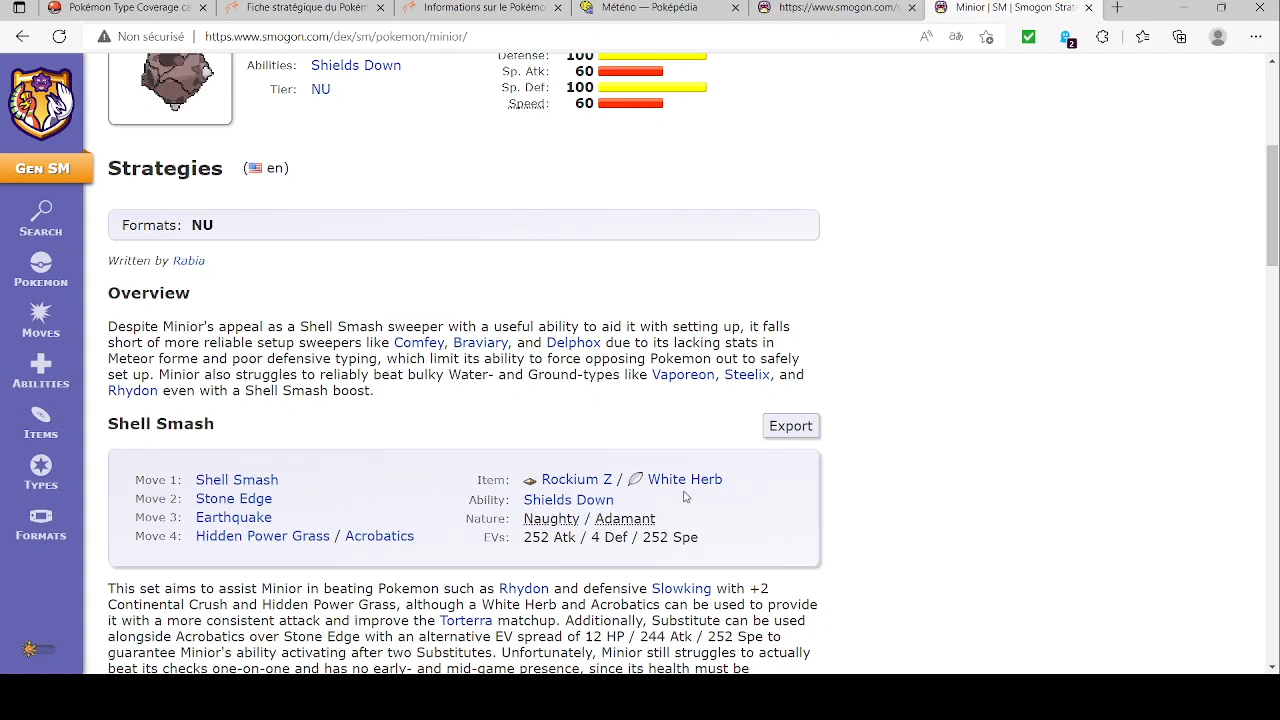 Pokémon Type Coverage ca
Fiche stratégique du Pokém
Informations sur le Pokémo
Météno — Poképédia
https://www.smogon.com/
Minior | SM | Smogon Strat
Non sécurisé
https://www.smogon.com/dex/sm/pokemon/minior/
2
Abilities: Shields Down
Tier: NU
Defense: 100
Sp. Atk: 60
Sp. Def: 100
Speed: 60
GEN SM
SEARCH
POKEMON
MOVES
ABILITIES
ITEMS
TYPES
FORMATS
Strategies (en)
Formats: NU
Written by Rabia
Overview
Despite Minior's appeal as a Shell Smash sweeper with a useful ability to aid it with setting up, it falls
short of more reliable setup sweepers like Comfey, Braviary, and Delphox due to its lacking stats in
Meteor forme and poor defensive typing, which limit its ability to force opposing Pokemon out to safely
set up. Minior also struggles to reliably beat bulky Water- and Ground-types like Vaporeon, Steelix, and
Rhydon even with a Shell Smash boost.
Shell Smash
Export
Move 1: Shell Smash
Move 2: Stone Edge
Move 3: Earthquake
Move 4: Hidden Power Grass / Acrobatics
Item: Rockium Z / White Herb
Ability: Shields Down
Nature: Naughty / Adamant
EVs: 252 Atk / 4 Def / 252 Spe
This set aims to assist Minior in beating Pokemon such as Rhydon and defensive Slowking with +2
Continental Crush and Hidden Power Grass, although a White Herb and Acrobatics can be used to provide
it with a more consistent attack and improve the Torterra matchup. Additionally, Substitute can be used
alongside Acrobatics over Stone Edge with an alternative EV spread of 12 HP / 244 Atk / 252 Spe to
guarantee Minior's ability activating after two Substitutes. Unfortunately, Minior still struggles to actually
beat its checks one-on-one and has no early- and mid-game presence, since its health must be